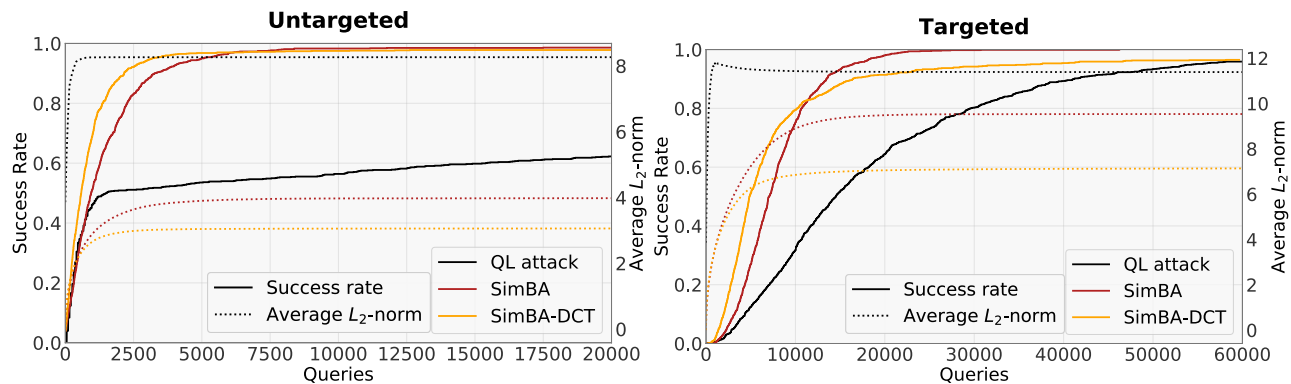 Untargeted
1.0
0.8
0.6
0.4
0.2
0.0
Success Rate
0 2500 5000 7500 10000 12500 15000 17500 20000
Queries
8
6
4
2
0
Average L₂-norm
Success rate
Average L₂-norm
QL attack
SimBA
SimBA-DCT
Targeted
1.0
0.8
0.6
0.4
0.2
0.0
Success Rate
0 10000 20000 30000 40000 50000 60000
Queries
12
10
8
6
4
2
0
Average L₂-norm
Success rate
Average L₂-norm
QL attack
SimBA
SimBA-DCT